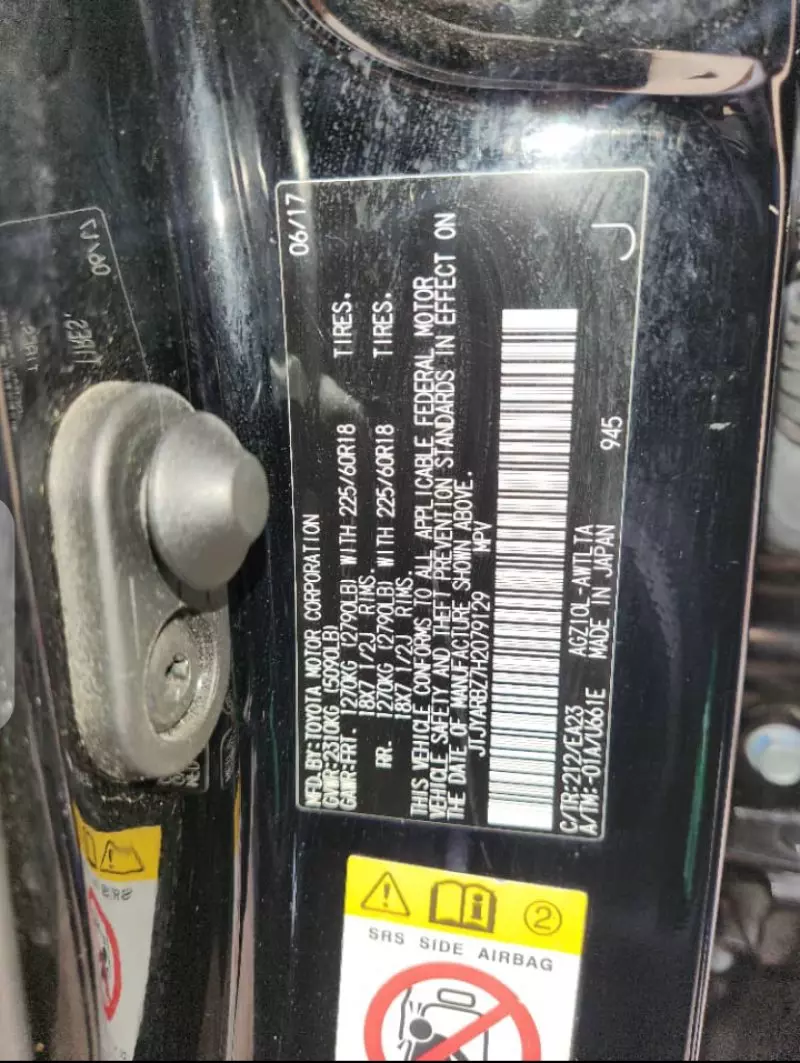 06/17
MFD.BY:TOYOTA MOTOR CORPORATION
GVWR:2310KG (5090LB)
GAWR:FRT. 1270KG (2790LB) WITH 225/60R18 TIRES.
18X7 1/2J RIMS.
RR. 1270KG (2790LB) WITH 225/60R18 TIRES.
18X7 1/2J RIMS.
THIS VEHICLE CONFORMS TO ALL APPLICABLE FEDERAL MOTOR
VEHICLE SAFETY AND THEFT PREVENTION STANDARDS IN EFFECT ON
THE DATE OF MANUFACTURE SHOWN ABOVE.
JTJYARBZ7H2079129 MPV
C/TR:212/EA23 AGZ10L-AWTLTA
A/TM:-01A/U661E MADE IN JAPAN 945
J
2
SRS SIDE AIRBAG